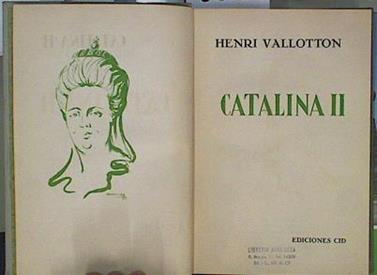 HENRI VALLOTTON
CATALINA II
EDICIONES CID